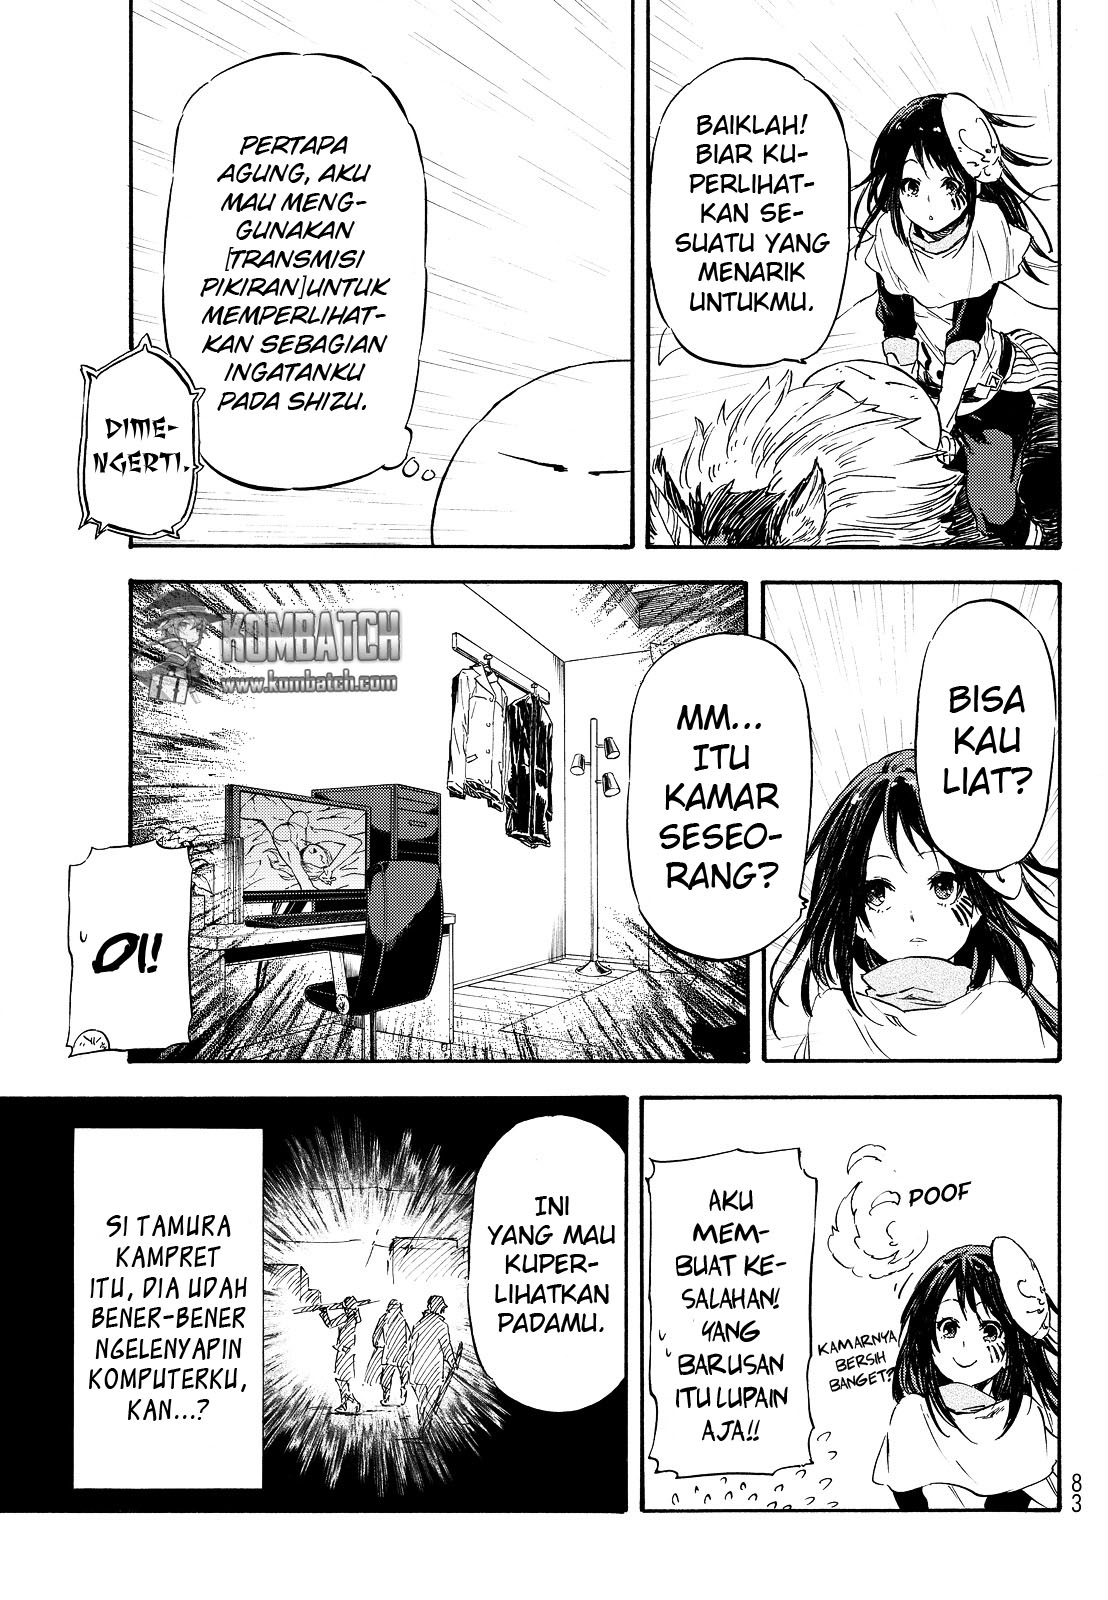 BAIKLAH!
BIAR KU-
PERLIHAT-
KAN SE-
SUATU YANG
MENARIK
UNTUKMU.
PERTAPA
AGUNG, AKU
MAU MENG-
GUNAKAN
[TRANSMISI
PIKIRAN]UNTUK
MEMPERLIHAT-
KAN SEBAGIAN
INGATANKU
PADA SHIZU.
DIME-
NGERTI.
BISA
KAU
LIAT?
MM...
ITU
KAMAR
SESEO-
RANG?
KOMBATCH
www.kombatch.com
OI!
POOF
AKU
MEM-
BUAT KE-
SALAHAN!
YANG
BARUSAN
ITU LUPAIN
AJA!!
KAMARNYA
BERSIH
BANGET?
INI
YANG MAU
KUPER-
LIHATKAN
PADAMU.
SI TAMURA
KAMPRET
ITU, DIA UDAH
BENER-BENER
NGELENYAPIN
KOMPUTERKU,
KAN...?
83